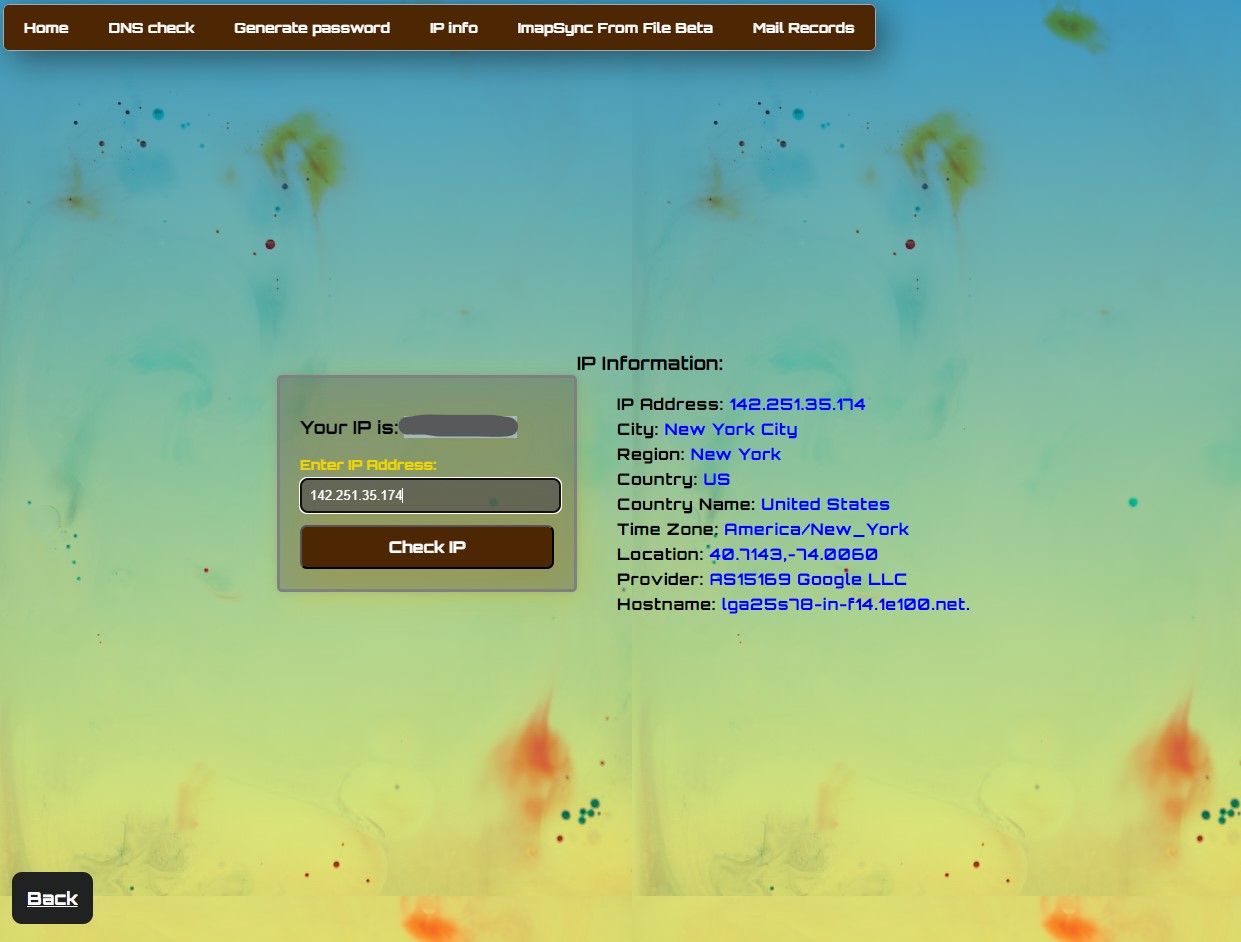 Home DNS check Generate password IP info ImapSync From File Beta Mail Records
Your IP is:
Enter IP Address:
142.251.35.174
Check IP
IP Information:
IP Address: 142.251.35.174
City: New York City
Region: New York
Country: US
Country Name: United States
Time Zone: America/New_York
Location: 40.7143,-74.0060
Provider: AS15169 Google LLC
Hostname: lga25s78-in-f14.1e100.net.
Back